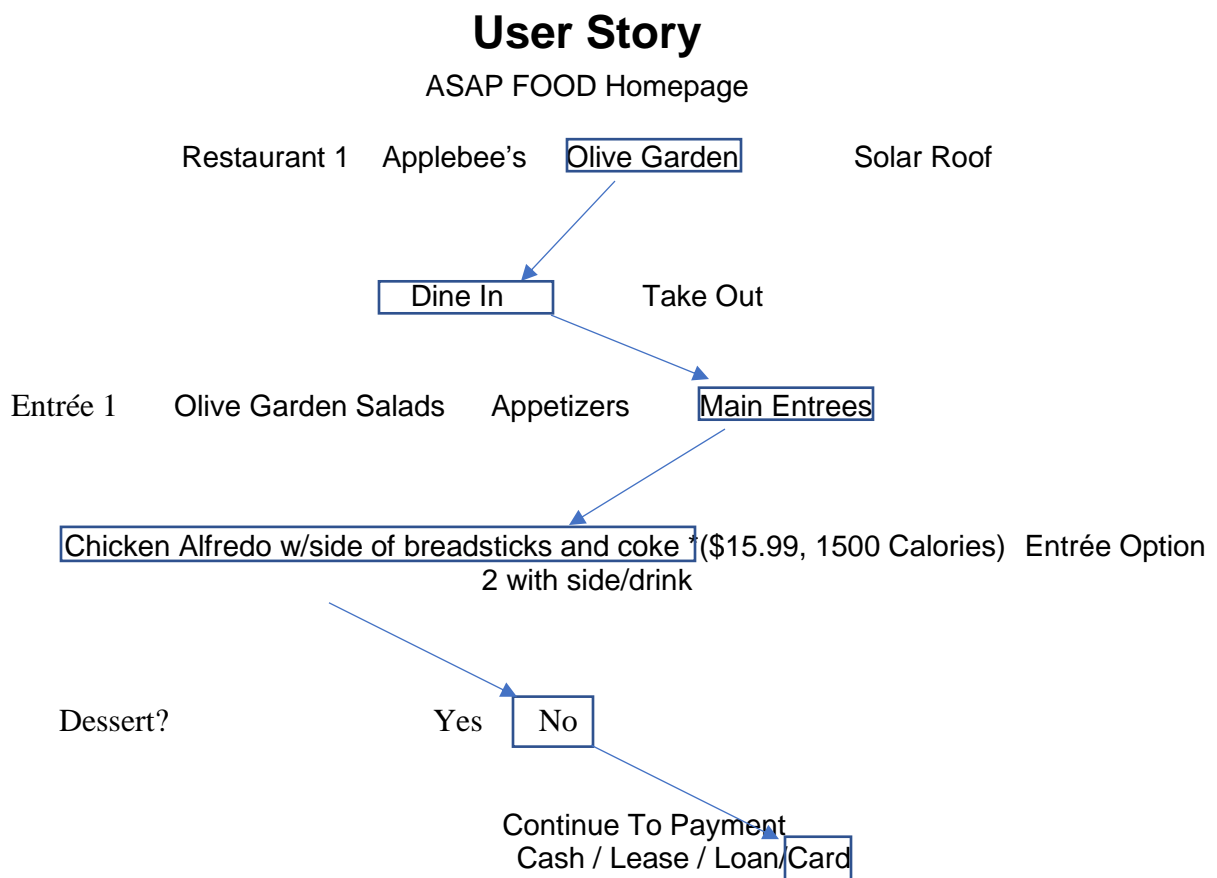 User Story
ASAP FOOD Homepage
Restaurant 1 Applebee’s Olive Garden Solar Roof
Dine In Take Out
Entrée 1 Olive Garden Salads Appetizers Main Entrees
Chicken Alfredo w/side of breadsticks and coke *($15.99, 1500 Calories) Entrée Option
2 with side/drink
Dessert? Yes No
Continue To Payment
Cash / Lease / Loan/Card